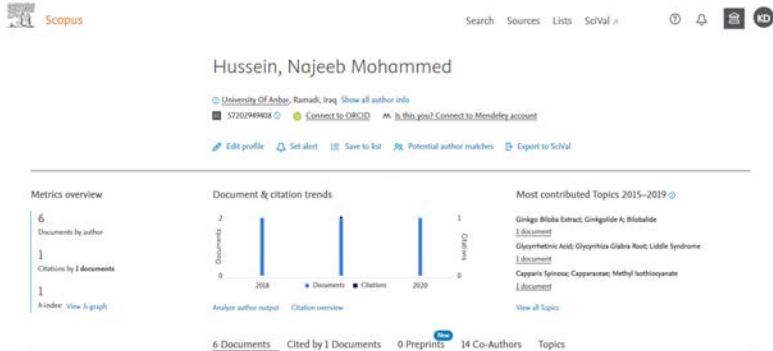 Scopus
Search Sources Lists SciVal ↗
KD
Hussein, Najeeb Mohammed
University Of Anbar, Ramadi, Iraq Show all author info
57202949408 Connect to ORCID Is this you? Connect to Mendeley account
Edit profile Set alert Save to list Potential author matches Export to SciVal
Metrics overview
6
Documents by author
1
Citations by 1 documents
1
h-index: View h-graph
Document & citation trends
2
0
Documents
1
0
Citations
2018 2020
Documents Citations
Analyze author output Citation overview
Most contributed Topics 2015–2019
Ginkgo Biloba Extract; Ginkgolide A; Bilobalide
1 document
Glycyrrhetinic Acid; Glycyrrhiza Glabra Root; Liddle Syndrome
1 document
Capparis Spinosa; Capparaceae; Methyl Isothiocyanate
1 document
View all Topics
New
6 Documents Cited by 1 Documents 0 Preprints 14 Co-Authors Topics